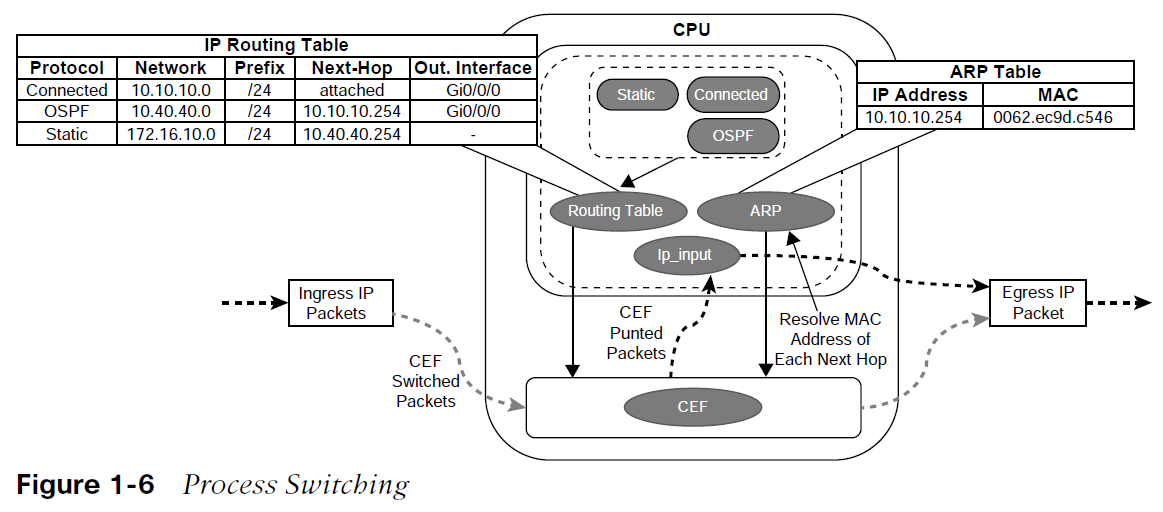 CPU
IP Routing Table
Protocol Network Prefix Next-Hop Out. Interface
Connected 10.10.10.0 /24 attached Gi0/0/0
OSPF 10.40.40.0 /24 10.10.10.254 Gi0/0/0
Static 172.16.10.0 /24 10.40.40.254 -
Static
Connected
OSPF
ARP Table
IP Address MAC
10.10.10.254 0062.ec9d.c546
Routing Table
ARP
Ip_input
Ingress IP
Packets
CEF
Switched
Packets
CEF
Punted
Packets
Resolve MAC
Address of
Each Next Hop
Egress IP
Packet
CEF
Figure 1-6 Process Switching